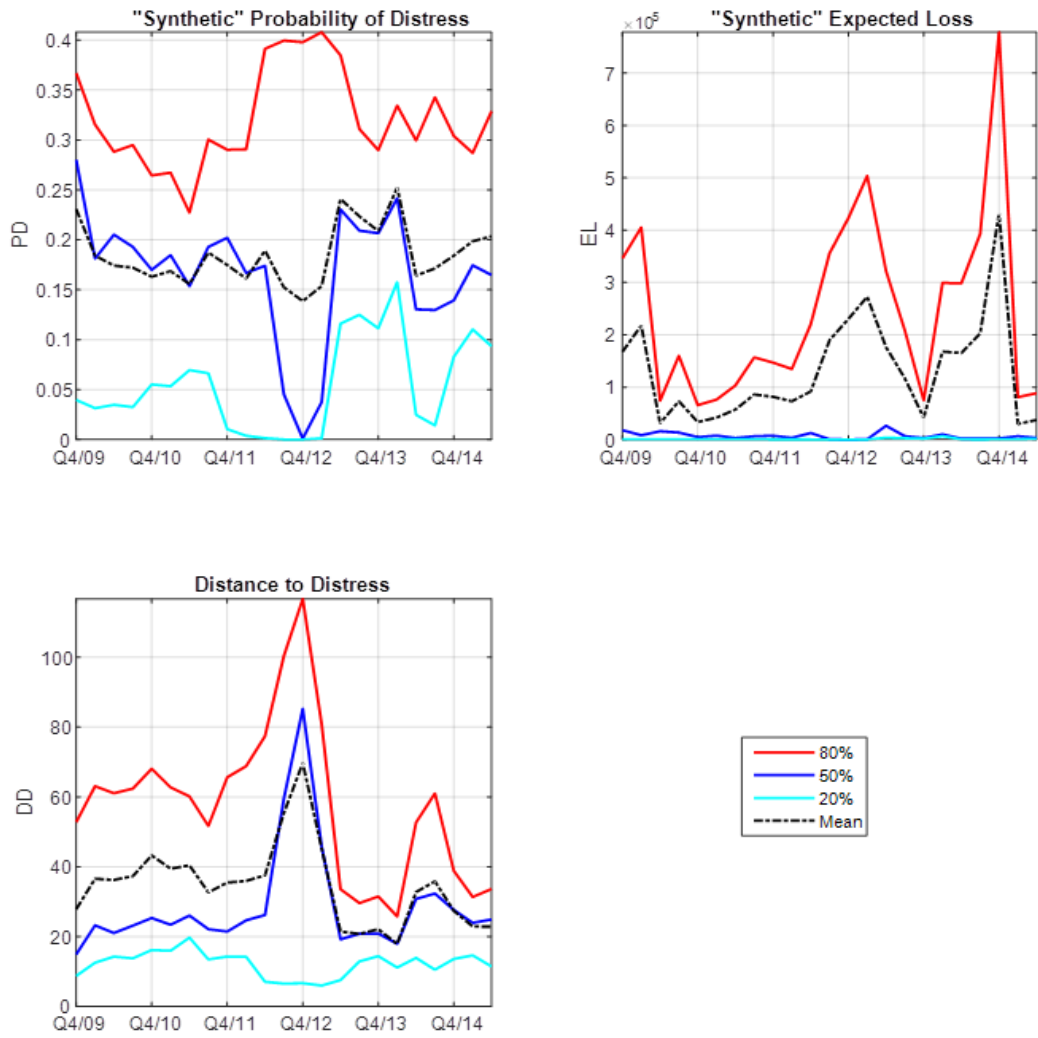 "Synthetic" Probability of Distress
0.4
0.35
0.3
0.25
0.2
0.15
0.1
0.05
0
PD
Q4/09 Q4/10 Q4/11 Q4/12 Q4/13 Q4/14
"Synthetic" Expected Loss
×10⁵
7
6
5
4
3
2
1
0
EL
Q4/09 Q4/10 Q4/11 Q4/12 Q4/13 Q4/14
Distance to Distress
100
80
60
40
20
0
DD
Q4/09 Q4/10 Q4/11 Q4/12 Q4/13 Q4/14
80%
50%
20%
Mean